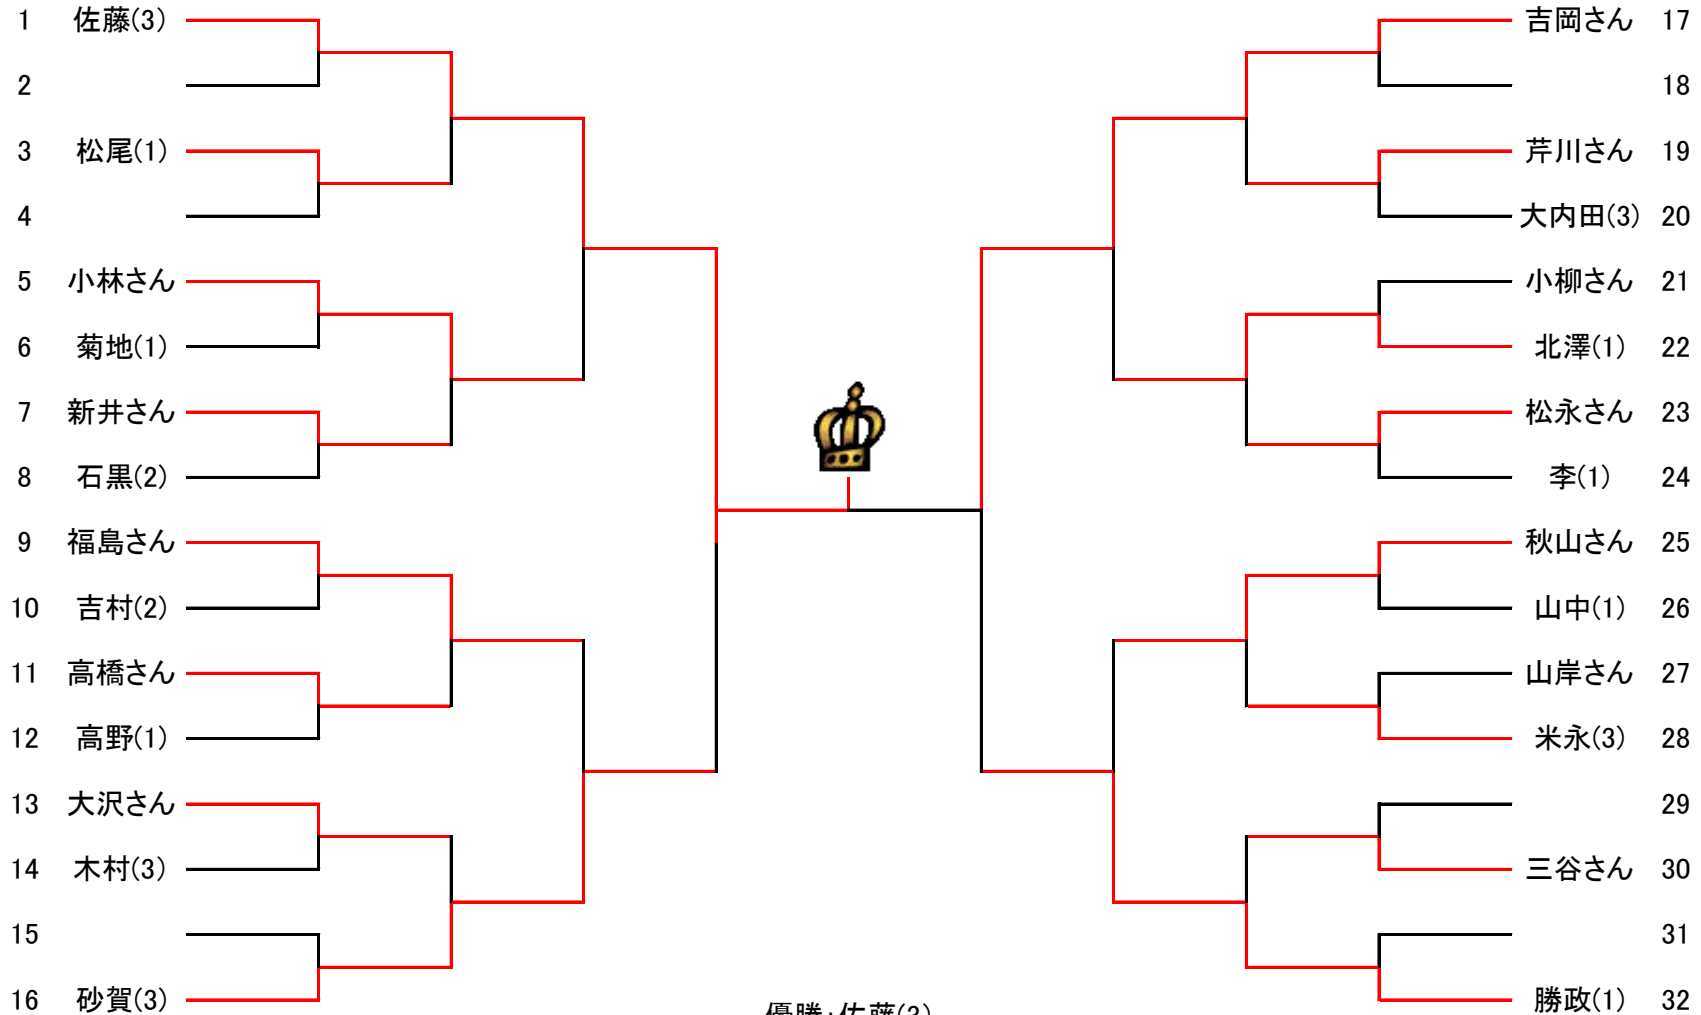 1 佐藤(3)
2
3 松尾(1)
4
5 小林さん
6 菊地(1)
7 新井さん
8 石黒(2)
9 福島さん
10 吉村(2)
11 高橋さん
12 高野(1)
13 大沢さん
14 木村(3)
15
16 砂賀(3)
吉岡さん 17
18
芹川さん 19
大内田(3) 20
小柳さん 21
北澤(1) 22
松永さん 23
李(1) 24
秋山さん 25
山中(1) 26
山岸さん 27
米永(3) 28
29
三谷さん 30
31
勝政(1) 32
優勝:佐藤(3)